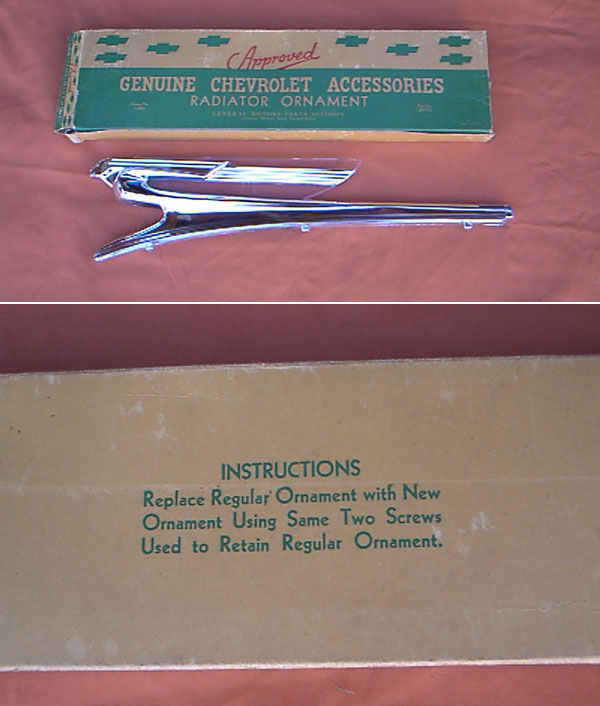 Approved
GENUINE CHEVROLET ACCESSORIES
RADIATOR ORNAMENT
GENERAL MOTORS PARTS DIVISION
INSTRUCTIONS
Replace Regular Ornament with New
Ornament Using Same Two Screws
Used to Retain Regular Ornament.